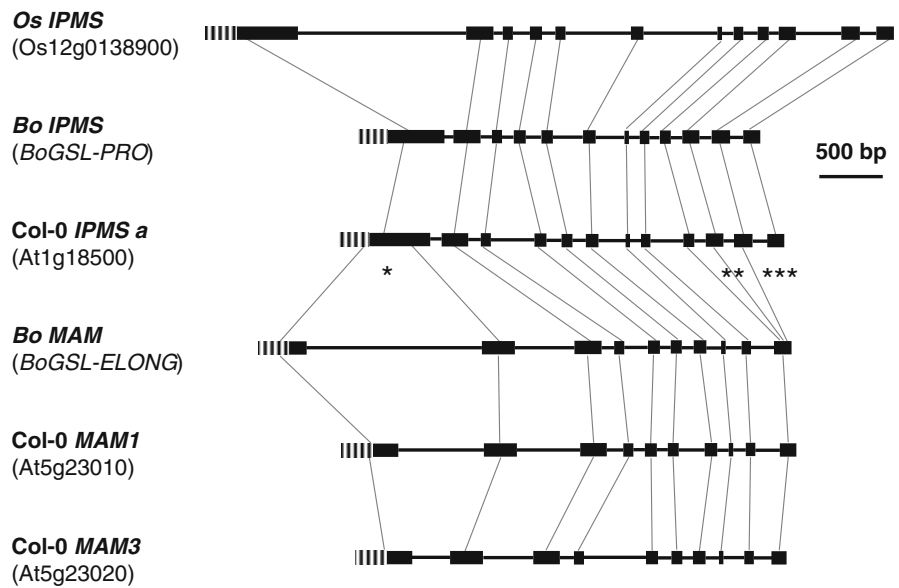 Os IPMS
(Os12g0138900)
Bo IPMS
(BoGSL-PRO)
500 bp
Col-0 IPMS a
(At1g18500)
* ** ***
Bo MAM
(BoGSL-ELONG)
Col-0 MAM1
(At5g23010)
Col-0 MAM3
(At5g23020)